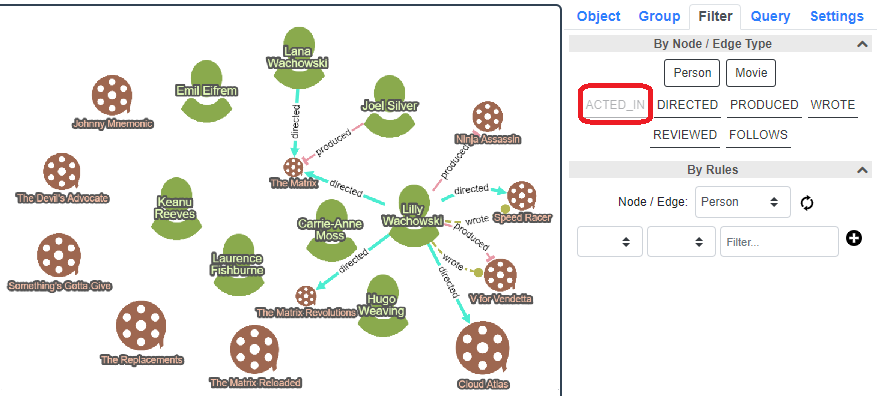 Object Group Filter Query Settings
By Node / Edge Type
Person Movie
ACTED_IN DIRECTED PRODUCED WROTE
REVIEWED FOLLOWS
By Rules
Node / Edge: Person
Filter...
Lana
Wachowski
Emil Eifrem
Joel Silver
Johnny Mnemonic
directed
produced
Ninja Assassin
produced
The Matrix
directed
The Devil's Advocate
Keanu
Reeves
Carrie-Anne
Moss
Lilly
Wachowski
directed
wrote
Speed Racer
produced
wrote
Laurence
Fishburne
directed
directed
Something's Gotta Give
V for Vendetta
The Matrix Revolutions
Hugo
Weaving
The Replacements
The Matrix Reloaded
Cloud Atlas